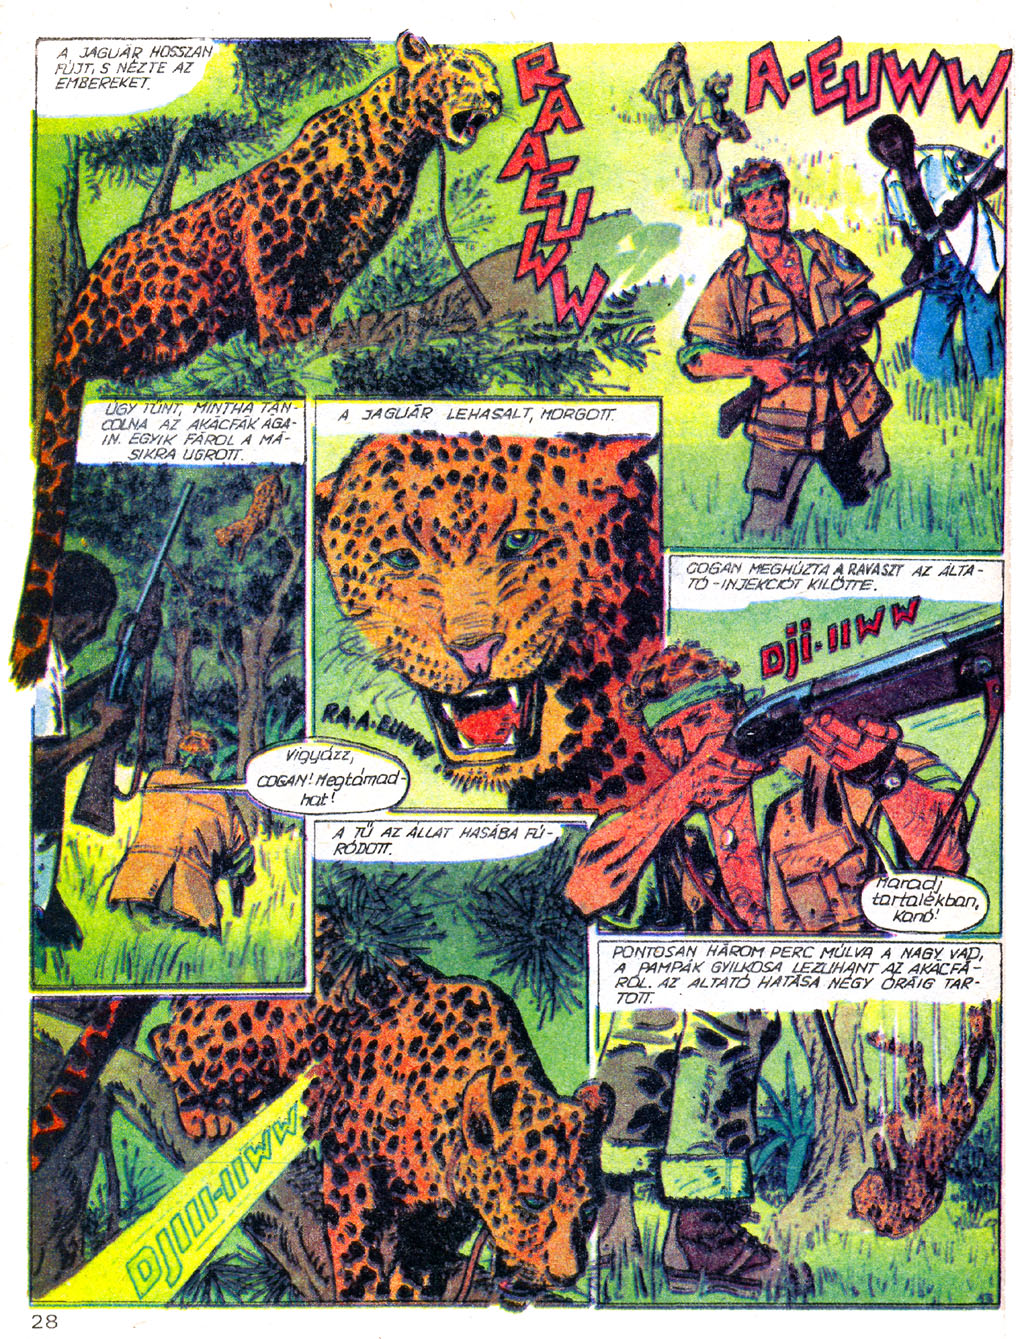 A JAGUÁR HOSSZAN
FÚJT, S NÉZTE AZ
EMBEREKET.
RAAAEUWW
A-EUWW
ÚGY TŰNT, MINTHA TÁN-
COLNA AZ AKÁCFÁK ÁGA-
IN. EGYIK FÁRÓL A MÁ-
SIKRA UGROTT.
Vigyázz,
COGAN! Megtámad-
hat!
A JAGUÁR LEHASALT, MORGOTT.
RA-A-EUWW
COGAN MEGHÚZTA A RAVASZT AZ ÁLTA-
TÓ-INJEKCIÓT KILŐTTE.
Dji-IIWW
Maradj
tartalékban,
Kanó!
A TŰ AZ ÁLLAT HASÁBA FÚ-
RÓDOTT.
DJIII-IIWW
PONTOSAN HÁROM PERC MÚLVA A NAGY VAD,
A PAMPÁK GYILKOSA LEZUHANT AZ AKÁCFÁ-
RÓL. AZ ALTATÓ HATÁSA NÉGY ÓRÁIG TAR-
TOTT.
28